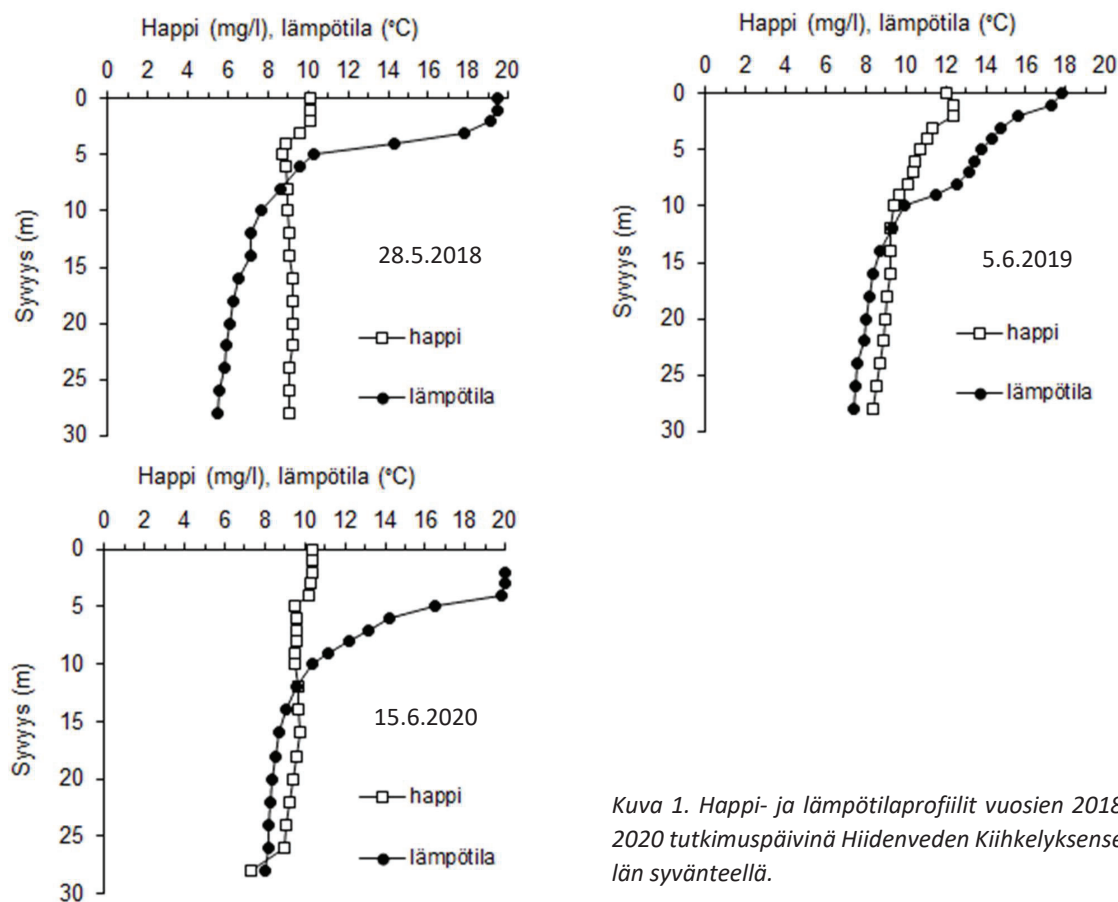 Happi (mg/l), lämpötila (°C)
0 2 4 6 8 10 12 14 16 18 20
Syvyys (m)
0
5
10
15
20
25
30
28.5.2018
happi
lämpötila
Happi (mg/l), lämpötila (°C)
0 2 4 6 8 10 12 14 16 18 20
Syvyys (m)
0
5
10
15
20
25
30
5.6.2019
happi
lämpötila
Happi (mg/l), lämpötila (°C)
0 2 4 6 8 10 12 14 16 18 20
Syvyys (m)
0
5
10
15
20
25
30
15.6.2020
happi
lämpötila
Kuva 1. Happi- ja lämpötilaprofiilit vuosien 2018
2020 tutkimuspäivinä Hiidenveden Kiihkelyksense
län syvänteellä.